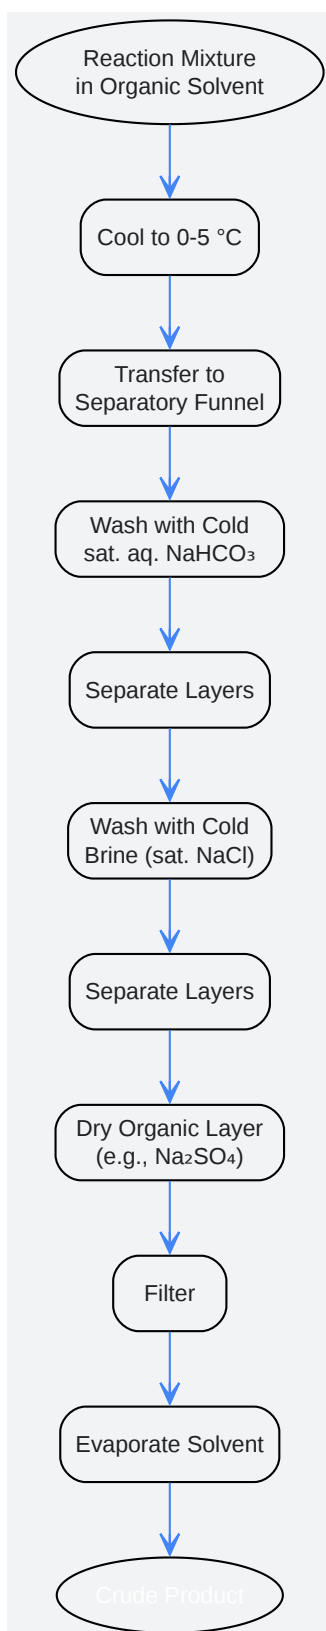 Reaction Mixture
in Organic Solvent
Cool to 0-5 °C
Transfer to
Separatory Funnel
Wash with Cold
sat. aq. NaHCO₃
Separate Layers
Wash with Cold
Brine (sat. NaCl)
Separate Layers
Dry Organic Layer
(e.g., Na₂SO₄)
Filter
Evaporate Solvent
Crude Product